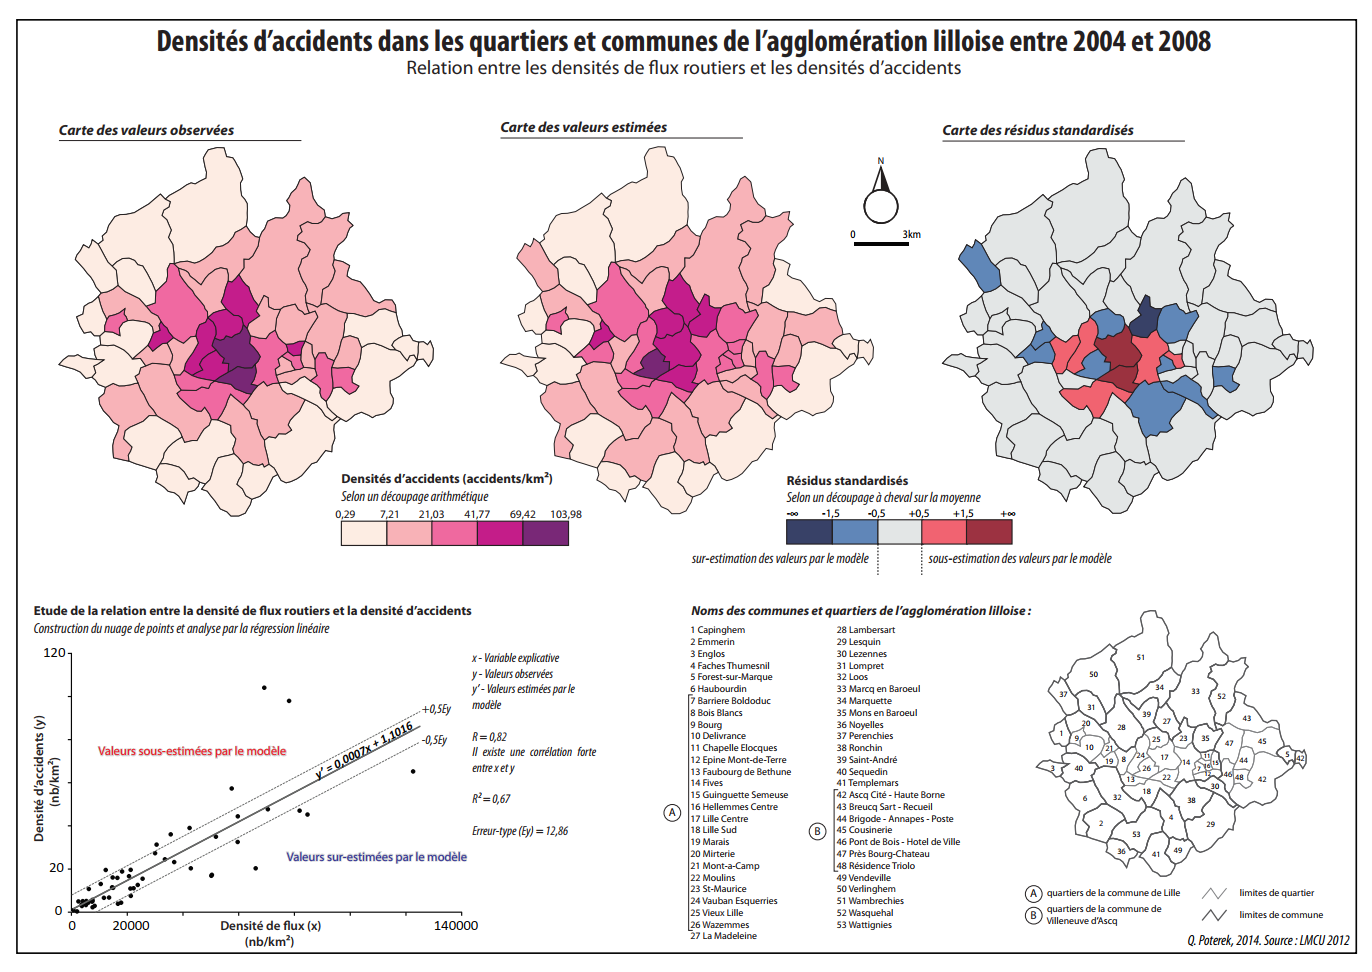 Densités d’accidents dans les quartiers et communes de l’agglomération lilloise entre 2004 et 2008
Relation entre les densités de flux routiers et les densités d’accidents
Carte des valeurs observées
Carte des valeurs estimées
Carte des résidus standardisés
N
0 3km
Densités d’accidents (accidents/km²)
Selon un découpage arithmétique
0,29 7,21 21,03 41,77 69,42 103,98
Résidus standardisés
Selon un découpage à cheval sur la moyenne
-∞ -1,5 -0,5 +0,5 +1,5 +∞
sur-estimation des valeurs par le modèle
sous-estimation des valeurs par le modèle
Etude de la relation entre la densité de flux routiers et la densité d’accidents
Construction du nuage de points et analyse par la régression linéaire
120
20
0
Densité d'accidents (y)
(nb/km²)
0 20000 140000
Densité de flux (x)
(nb/km²)
Valeurs sous-estimées par le modèle
Valeurs sur-estimées par le modèle
y' = 0,0007x + 1,1016
+0,5Ey
-0,5Ey
x - Variable explicative
y - Valeurs observées
y' - Valeurs estimées par le
modèle
R = 0,82
Il existe une corrélation forte
entre x et y
R² = 0,67
Erreur-type (Ey) = 12,86
Noms des communes et quartiers de l’agglomération lilloise :
1 Capinghem
2 Emmerin
3 Englos
4 Faches Thumesnil
5 Forest-sur-Marque
6 Haubourdin
7 Barriere Boldoduc
8 Bois Blancs
9 Bourg
10 Delivrance
11 Chapelle Elocques
12 Epine Mont-de-Terre
13 Faubourg de Bethune
14 Fives
15 Guinguette Semeuse
16 Hellemmes Centre
17 Lille Centre
18 Lille Sud
19 Marais
20 Mirterie
21 Mont-a-Camp
22 Moulins
23 St-Maurice
24 Vauban Esquerries
25 Vieux Lille
26 Wazemmes
27 La Madeleine
A
28 Lambersart
29 Lesquin
30 Lezennes
31 Lompret
32 Loos
33 Marcq en Baroeul
34 Marquette
35 Mons en Baroeul
36 Noyelles
37 Perenchies
38 Ronchin
39 Saint-André
40 Sequedin
41 Templemars
42 Ascq Cité - Haute Borne
43 Breucq Sart - Recueil
44 Brigode - Annapes - Poste
45 Cousinerie
46 Pont de Bois - Hotel de Ville
47 Près Bourg-Chateau
48 Résidence Triolo
49 Vendeville
50 Verlinghem
51 Wambrechies
52 Wasquehal
53 Wattignies
B
51
50
34
33
37
52
31
39
27
43
20
28
1
9
10
21
25
23
35
47
45
24
17
11
5
42
3
40
19
8
26
14
15
16
7
12
44
46
48
42
13
22
30
6
32
18
38
2
53
4
29
36
41
49
A quartiers de la commune de Lille
B quartiers de la commune de
Villeneuve d'Ascq
limites de quartier
limites de commune
Q. Poterek, 2014. Source : LMCU 2012